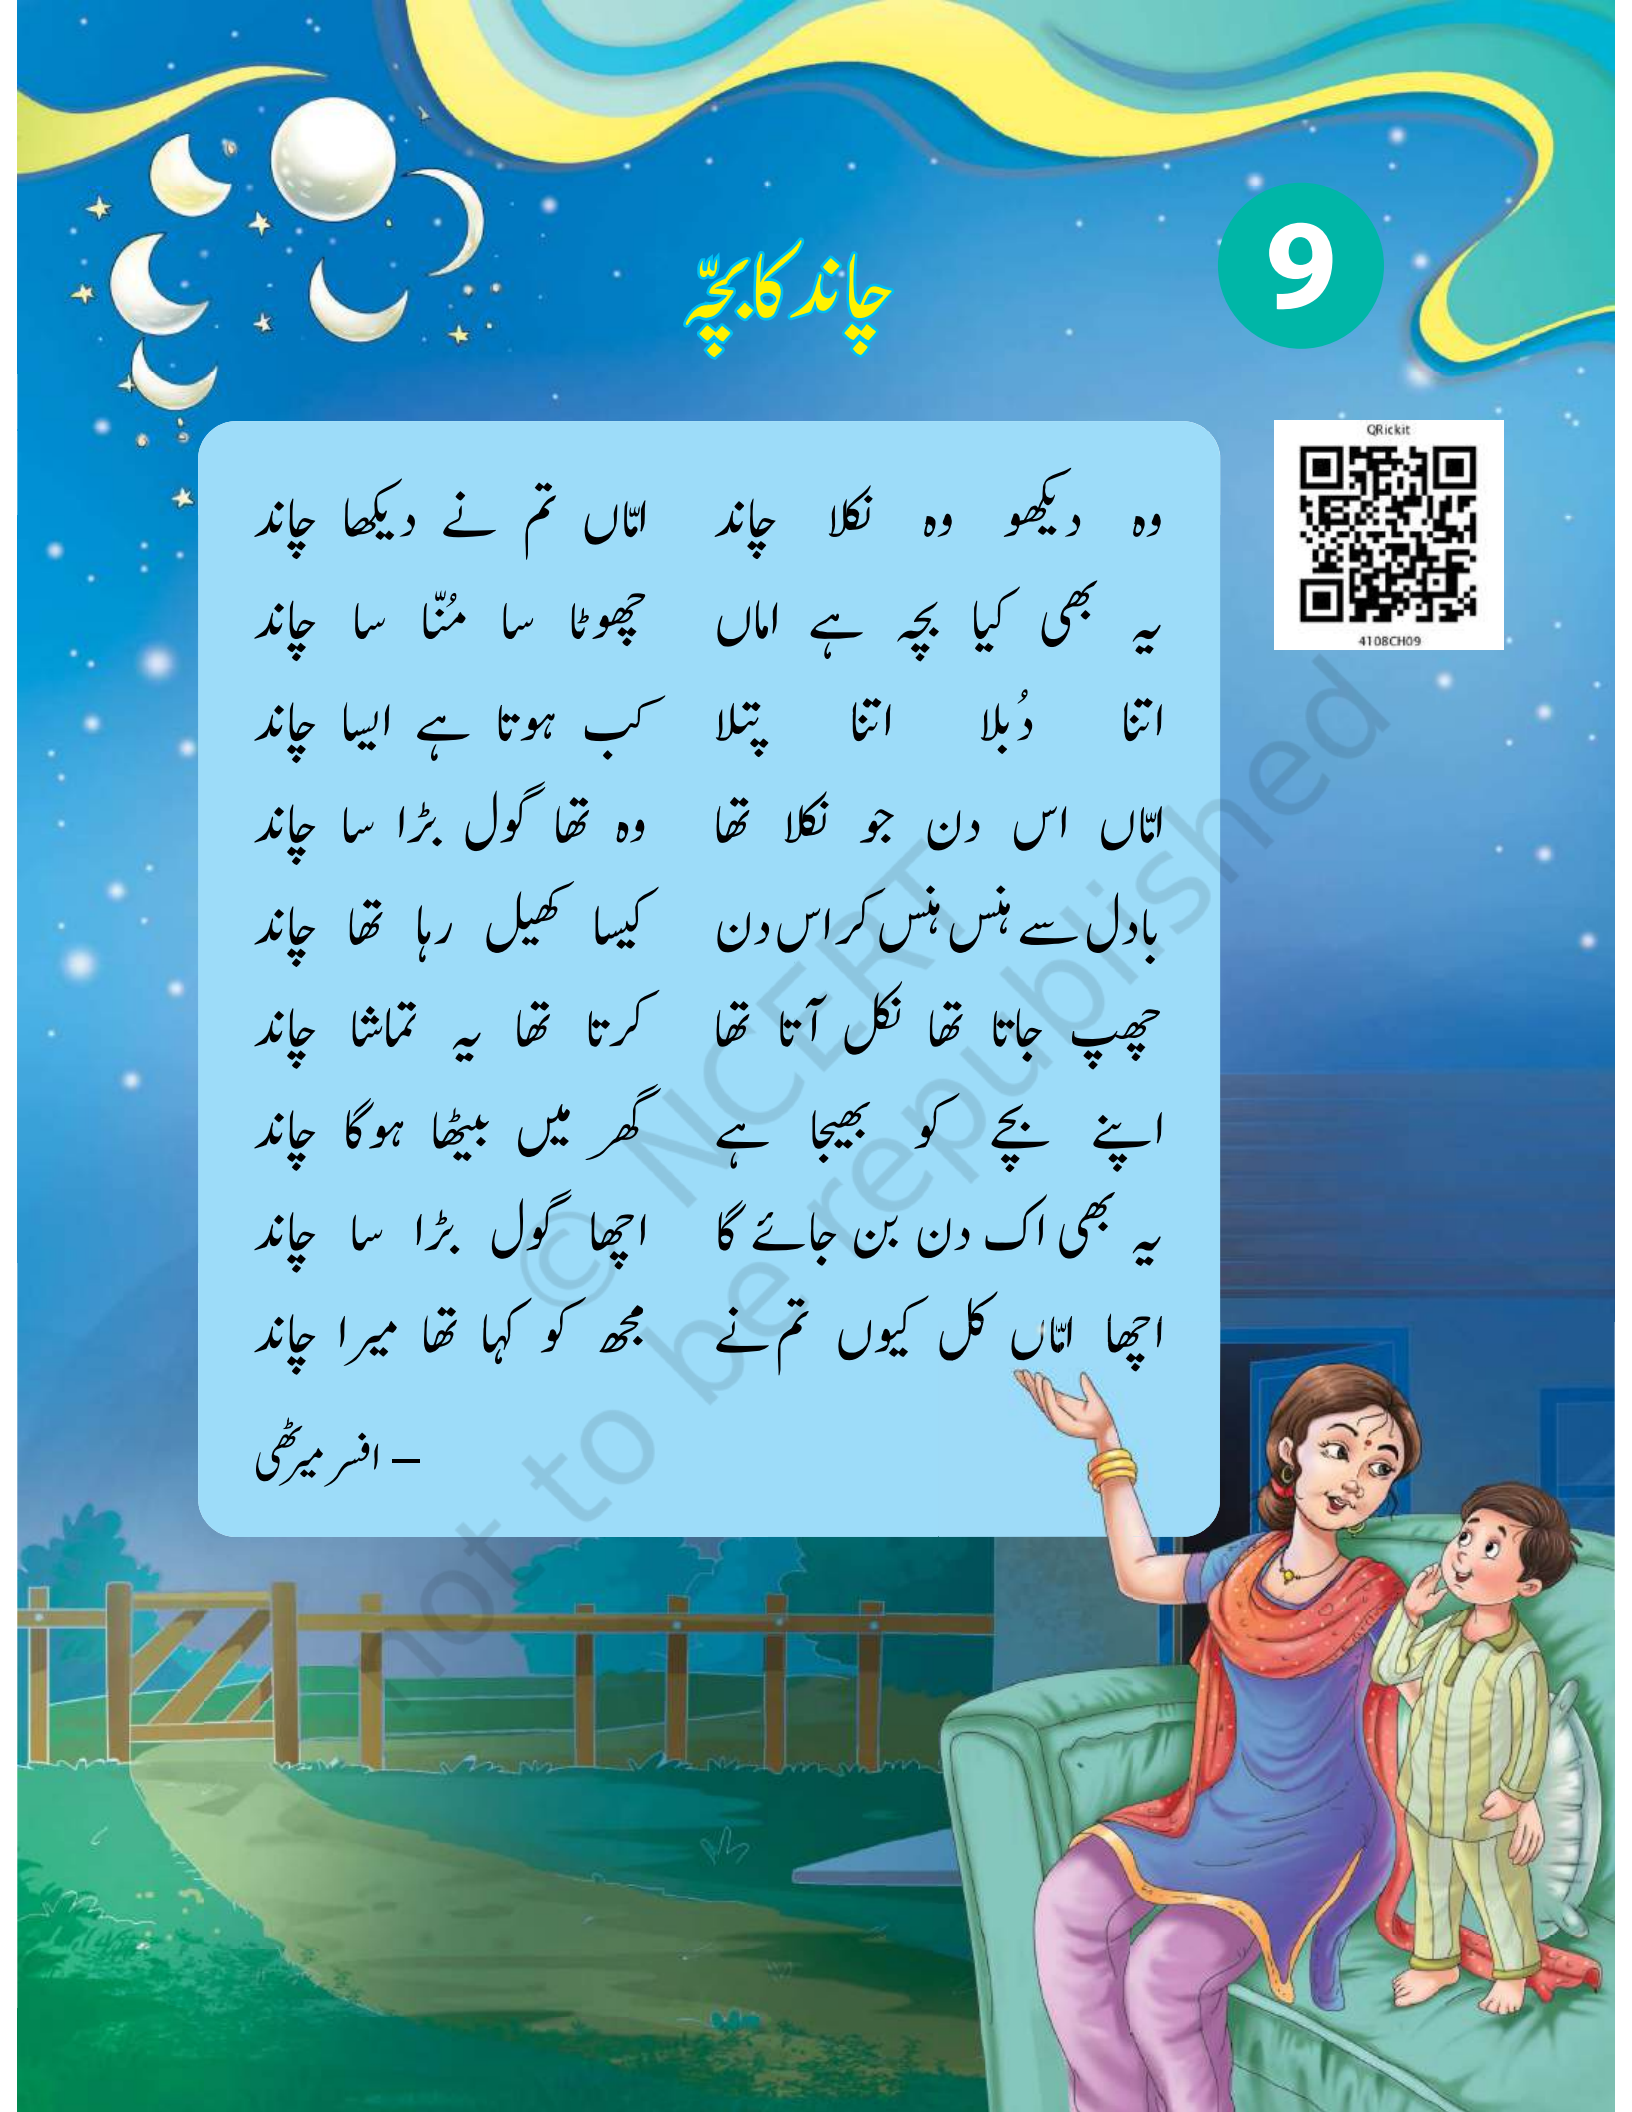 9
چاند کا بچّہ
QRickit
4108CH09
وہ دیکھو وہ نکلا چاند امّاں تم نے دیکھا چاند
یہ بھی کیا بچہ ہے اماں چھوٹا سا مُنّا سا چاند
اتنا دُبلا اتنا پتلا کب ہوتا ہے ایسا چاند
امّاں اس دن جو نکلا تھا وہ تھا گول بڑا سا چاند
بادل سے ہنس ہنس کر اس دن کیسا کھیل رہا تھا چاند
چھپ جاتا تھا نکل آتا تھا کرتا تھا یہ تماشا چاند
اپنے بچے کو بھیجا ہے گھر میں بیٹھا ہوگا چاند
یہ بھی اک دن بن جائے گا اچھا گول بڑا سا چاند
اچھا امّاں کل کیوں تم نے مجھ کو کہا تھا میرا چاند
— افسر میرٹھی
© NCERT
not to be republished